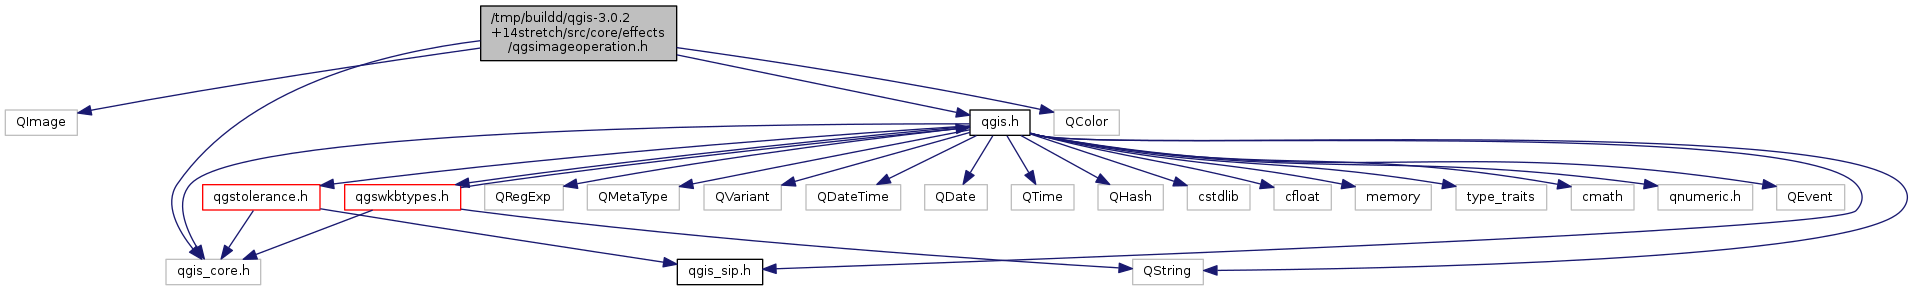 /tmp/buildd/qgis-3.0.2
+14stretch/src/core/effects
/qgsimageoperation.h
QImage
qgis.h
QColor
qgstolerance.h
qgswkbtypes.h
QRegExp
QMetaType
QVariant
QDateTime
QDate
QTime
QHash
cstdlib
cfloat
memory
type_traits
cmath
qnumeric.h
QEvent
qgis_core.h
qgis_sip.h
QString